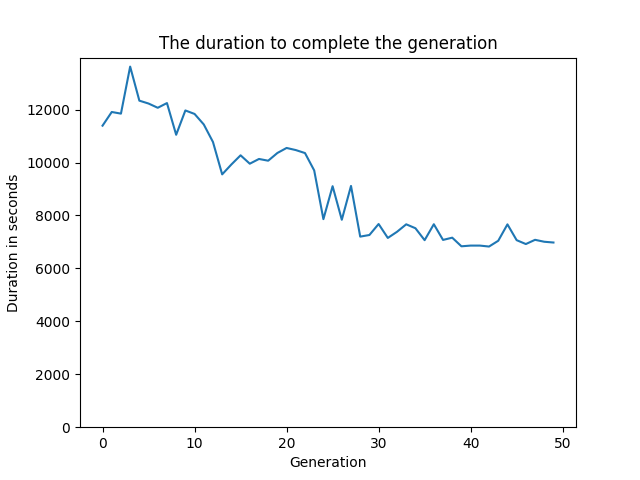 The duration to complete the generation
Duration in seconds
12000
10000
8000
6000
4000
2000
0
0 10 20 30 40 50
Generation